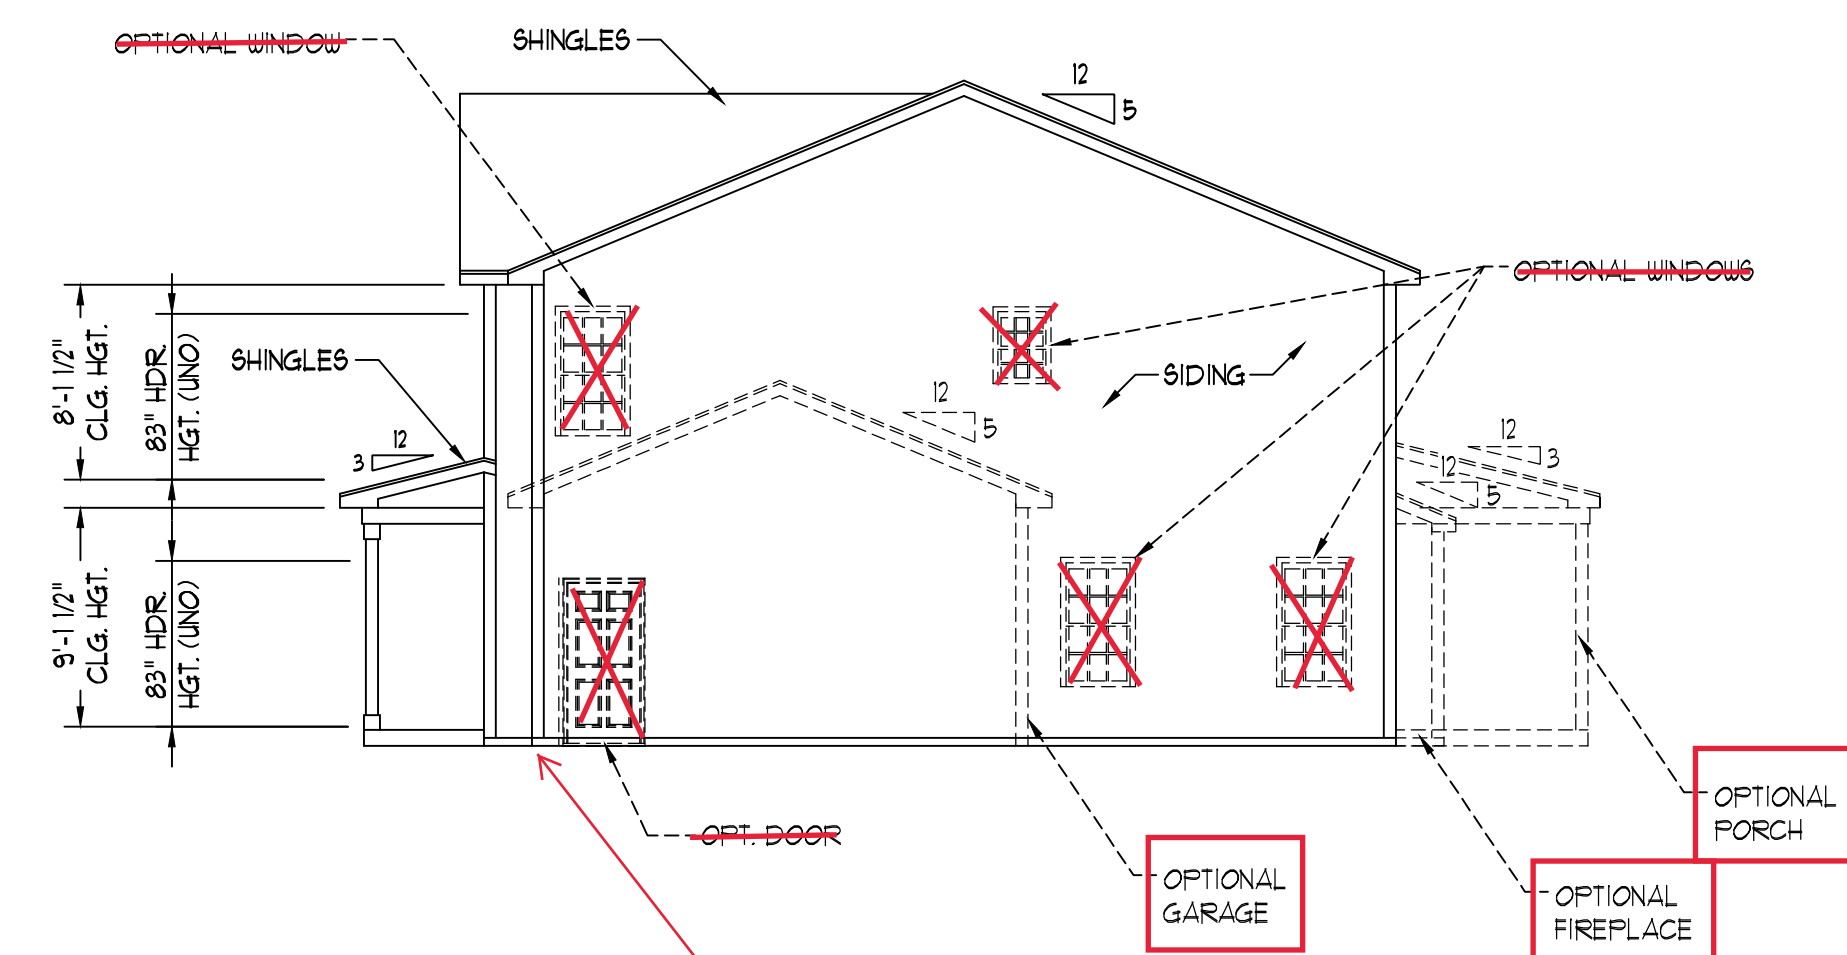 OPTIONAL WINDOW
SHINGLES
12
5
OPTIONAL WINDOWS
8'-1 1/2"
CLG. HGT.
83" HDR.
HGT. (UNO)
SHINGLES
12
3
SIDING
12
5
12
3
12
5
9'-1 1/2"
CLG. HGT.
83" HDR.
HGT. (UNO)
OPT. DOOR
OPTIONAL
GARAGE
OPTIONAL
FIREPLACE
OPTIONAL
PORCH